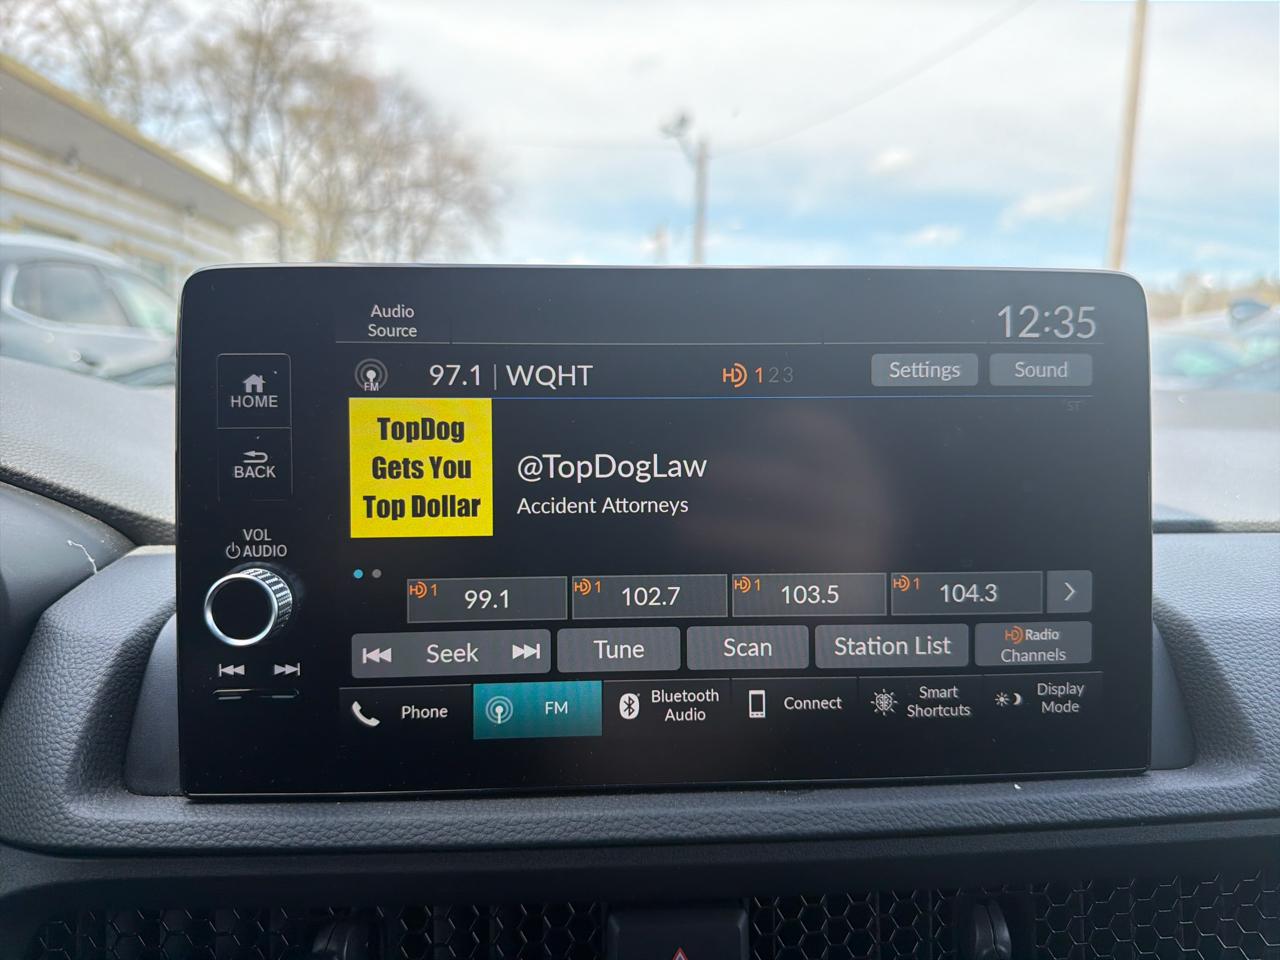 Audio
Source
12:35
FM
97.1 | WQHT
HD 1 2 3
Settings
Sound
ST
HOME
BACK
VOL
AUDIO
TopDog
Gets You
Top Dollar
@TopDogLaw
Accident Attorneys
HD 1 99.1
HD 1 102.7
HD 1 103.5
HD 1 104.3
Seek
Tune
Scan
Station List
HD Radio
Channels
Phone
FM
Bluetooth
Audio
Connect
Smart
Shortcuts
Display
Mode